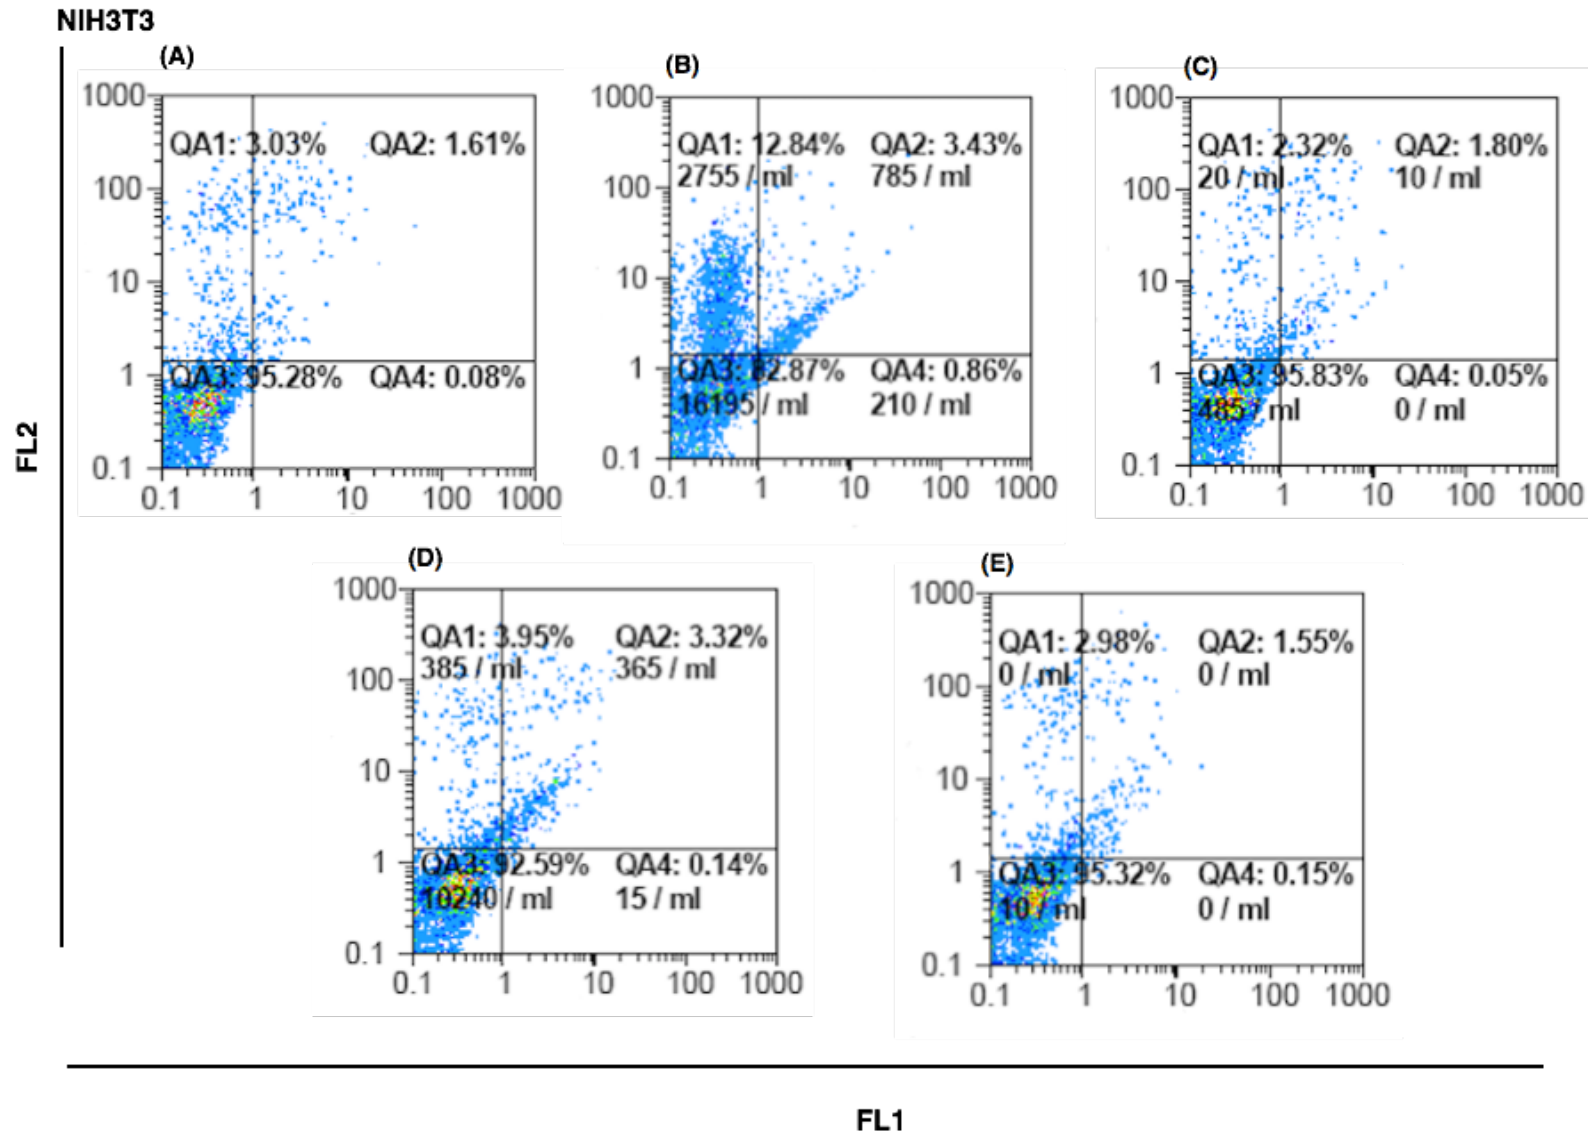 NIH3T3
(A)
1000
100
10
1
0.1
QA1: 3.03% QA2: 1.61%
QA3: 95.28% QA4: 0.08%
0.1 1 10 100 1000
(B)
1000
100
10
1
0.1
QA1: 12.84% QA2: 3.43%
2755 / ml 785 / ml
QA3: 82.87% QA4: 0.86%
16195 / ml 210 / ml
0.1 1 10 100 1000
(C)
1000
100
10
1
0.1
QA1: 2.32% QA2: 1.80%
20 / ml 10 / ml
QA3: 95.83% QA4: 0.05%
485 / ml 0 / ml
0.1 1 10 100 1000
FL2
(D)
1000
100
10
1
0.1
QA1: 3.95% QA2: 3.32%
385 / ml 365 / ml
QA3: 92.59% QA4: 0.14%
10240 / ml 15 / ml
0.1 1 10 100 1000
(E)
1000
100
10
1
0.1
QA1: 2.98% QA2: 1.55%
0 / ml 0 / ml
QA3: 95.32% QA4: 0.15%
10 / ml 0 / ml
0.1 1 10 100 1000
FL1